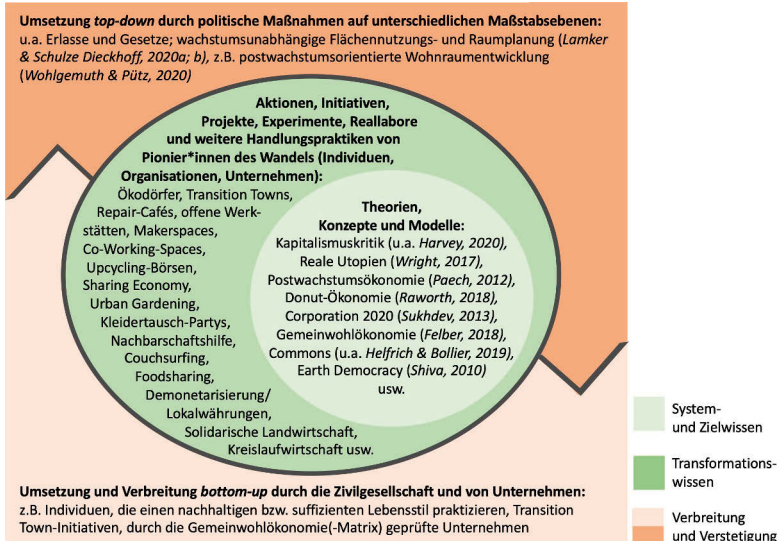 Umsetzung top-down durch politische Maßnahmen auf unterschiedlichen Maßstabsebenen:
u.a. Erlasse und Gesetze; wachstumsunabhängige Flächennutzungs- und Raumplanung (Lamker
& Schulze Dieckhoff, 2020a; b), z.B. postwachstumsorientierte Wohnraumentwicklung
(Wohlgemuth & Pütz, 2020)
Aktionen, Initiativen,
Projekte, Experimente, Reallabore
und weitere Handlungspraktiken von
Pionier*innen des Wandels (Individuen,
Organisationen, Unternehmen):
Ökodörfer, Transition Towns,
Repair-Cafés, offene Werk-
stätten, Makerspaces,
Co-Working-Spaces,
Upcycling-Börsen,
Sharing Economy,
Urban Gardening,
Kleidertausch-Partys,
Nachbarschaftshilfe,
Couchsurfing,
Foodsharing,
Demonetarisierung/
Lokalwährungen,
Solidarische Landwirtschaft,
Kreislaufwirtschaft usw.
Theorien,
Konzepte und Modelle:
Kapitalismuskritik (u.a. Harvey, 2020),
Reale Utopien (Wright, 2017),
Postwachstumsökonomie (Paech, 2012),
Donut-Ökonomie (Raworth, 2018),
Corporation 2020 (Sukhdev, 2013),
Gemeinwohlökonomie (Felber, 2018),
Commons (u.a. Helfrich & Bollier, 2019),
Earth Democracy (Shiva, 2010)
usw.
Umsetzung und Verbreitung bottom-up durch die Zivilgesellschaft und von Unternehmen:
z.B. Individuen, die einen nachhaltigen bzw. suffizienten Lebensstil praktizieren, Transition
Town-Initiativen, durch die Gemeinwohlökonomie(-Matrix) geprüfte Unternehmen
System-
und Zielwissen
Transformations-
wissen
Verbreitung
und Verstetigung